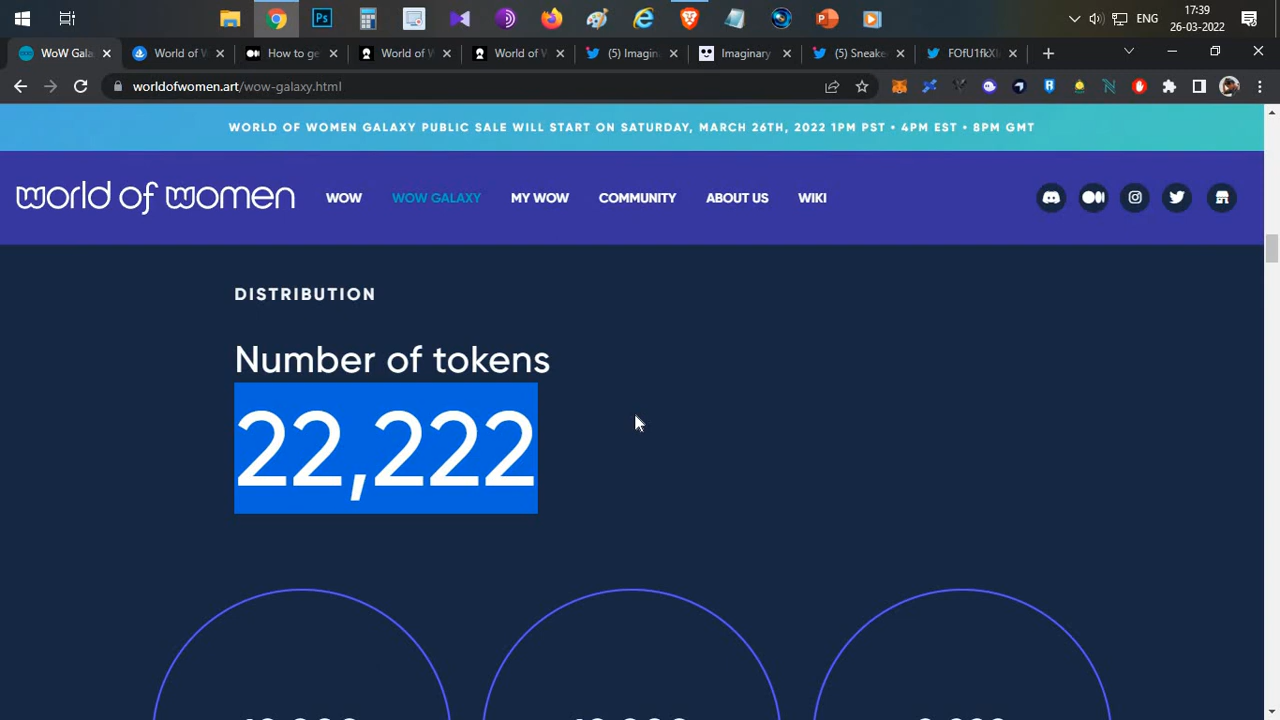 17:39
ENG
26-03-2022
WoW Gala
World of W
How to ge
World of W
World of W
(5) Imagin
Imaginary
(5) Sneake
FOfU1fkXI
worldofwomen.art/wow-galaxy.html
WORLD OF WOMEN GALAXY PUBLIC SALE WILL START ON SATURDAY, MARCH 26TH, 2022 1PM PST • 4PM EST • 8PM GMT
world of women WOW WOW GALAXY MY WOW COMMUNITY ABOUT US WIKI
DISTRIBUTION
Number of tokens
22,222